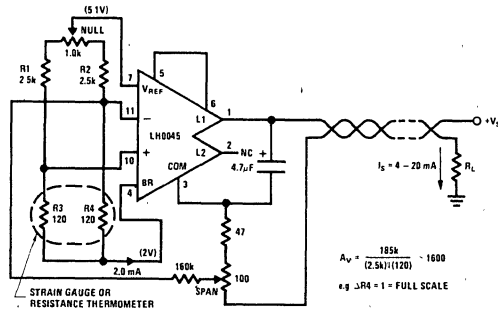 (5 1V)
NULL
1.0k
R1
2 5k
R2
2.5k
7
VREF
5
6
11
−
LH0045
L1
1
10
+
L2
2
NC
+
4.7µF
COM
3
BR
4
R3
120
R4
120
(2V)
2.0 mA
47
160k
SPAN
100
STRAIN GAUGE OR
RESISTANCE THERMOMETER
IS = 4 – 20 mA
RL
AV = 185k / (2.5k)||(120) ~ 1600
e.g ΔR4 = 1 = FULL SCALE